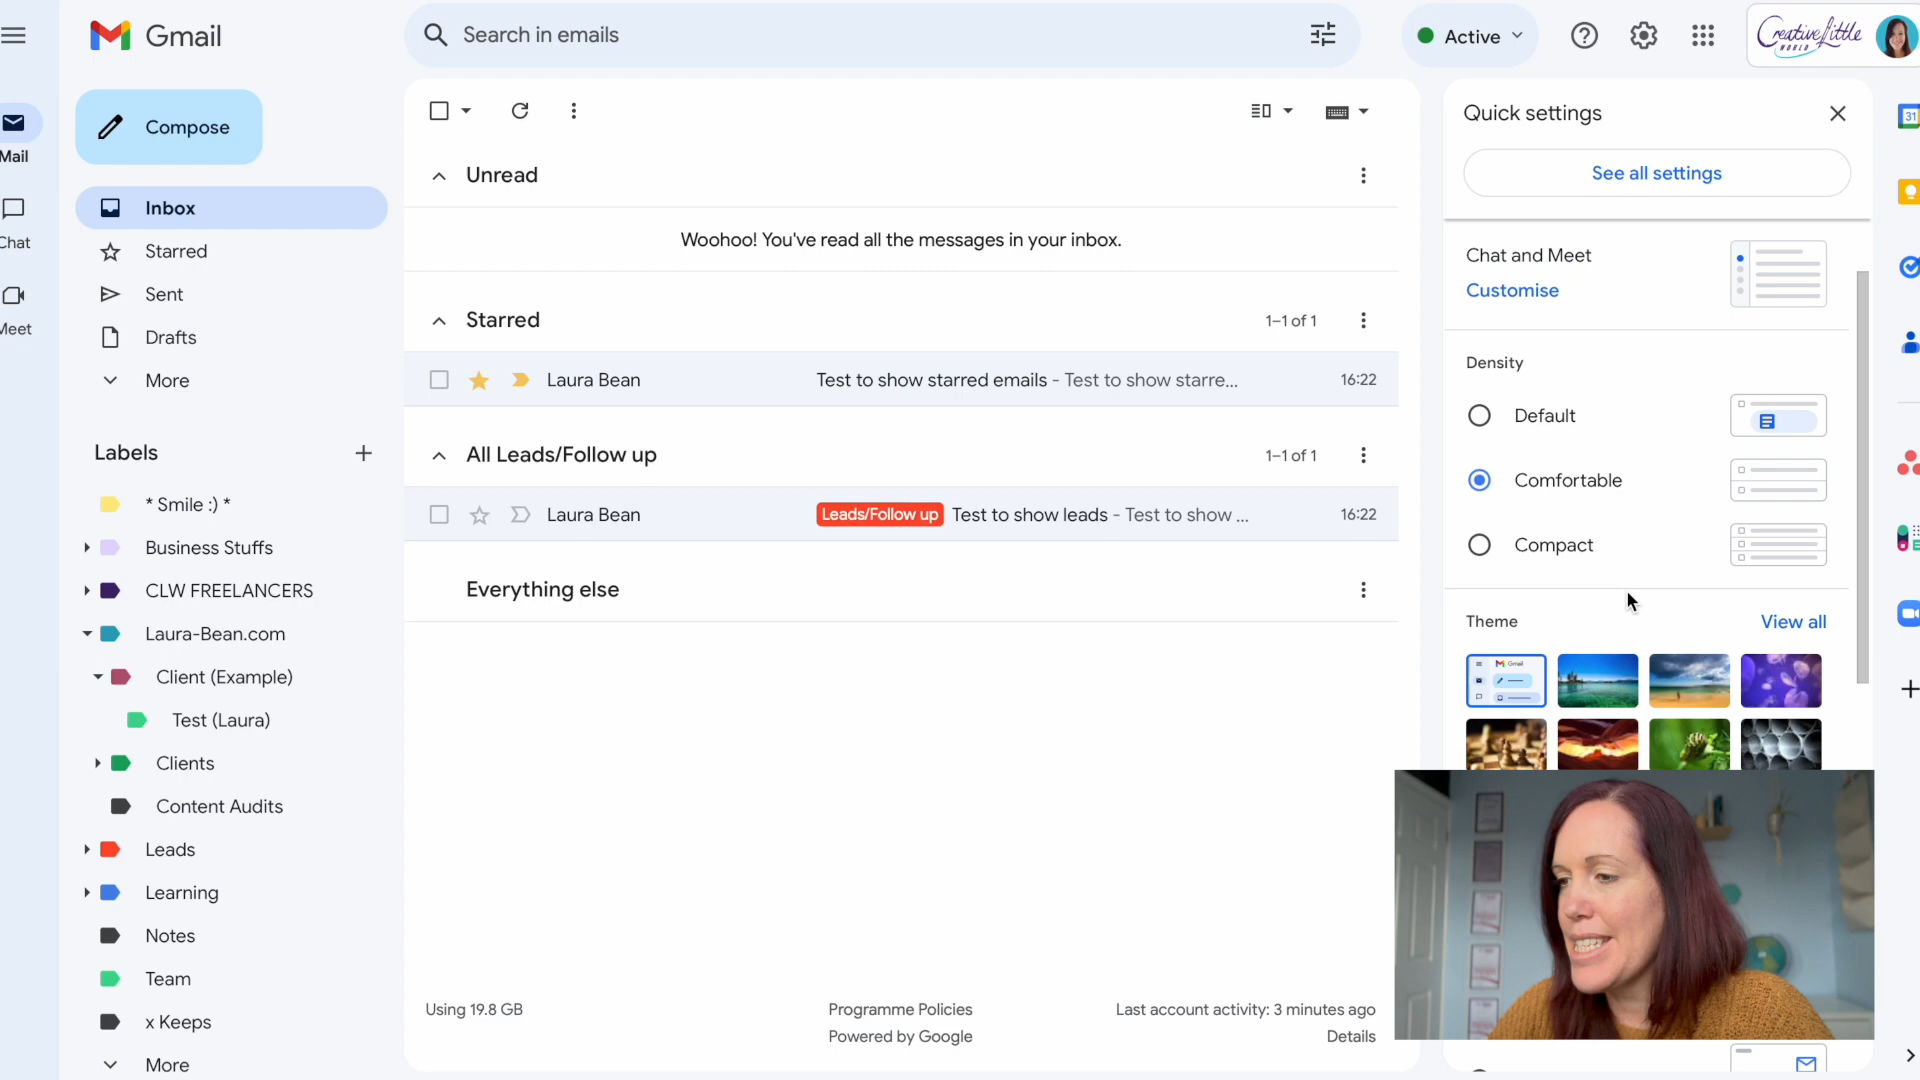 Gmail
Search in emails
Active
Creative Little
WORLD
Mail
Chat
Meet
Compose
Inbox
Starred
Sent
Drafts
More
Labels
* Smile :) *
Business Stuffs
CLW FREELANCERS
Laura-Bean.com
Client (Example)
Test (Laura)
Clients
Content Audits
Leads
Learning
Notes
Team
x Keeps
More
Unread
Woohoo! You've read all the messages in your inbox.
Starred
1–1 of 1
Laura Bean Test to show starred emails - Test to show starre... 16:22
All Leads/Follow up
1–1 of 1
Laura Bean Leads/Follow up Test to show leads - Test to show ... 16:22
Everything else
Using 19.8 GB
Programme Policies
Powered by Google
Last account activity: 3 minutes ago
Details
Quick settings
See all settings
Chat and Meet
Customise
Density
Default
Comfortable
Compact
Theme
View all
Gmail
31